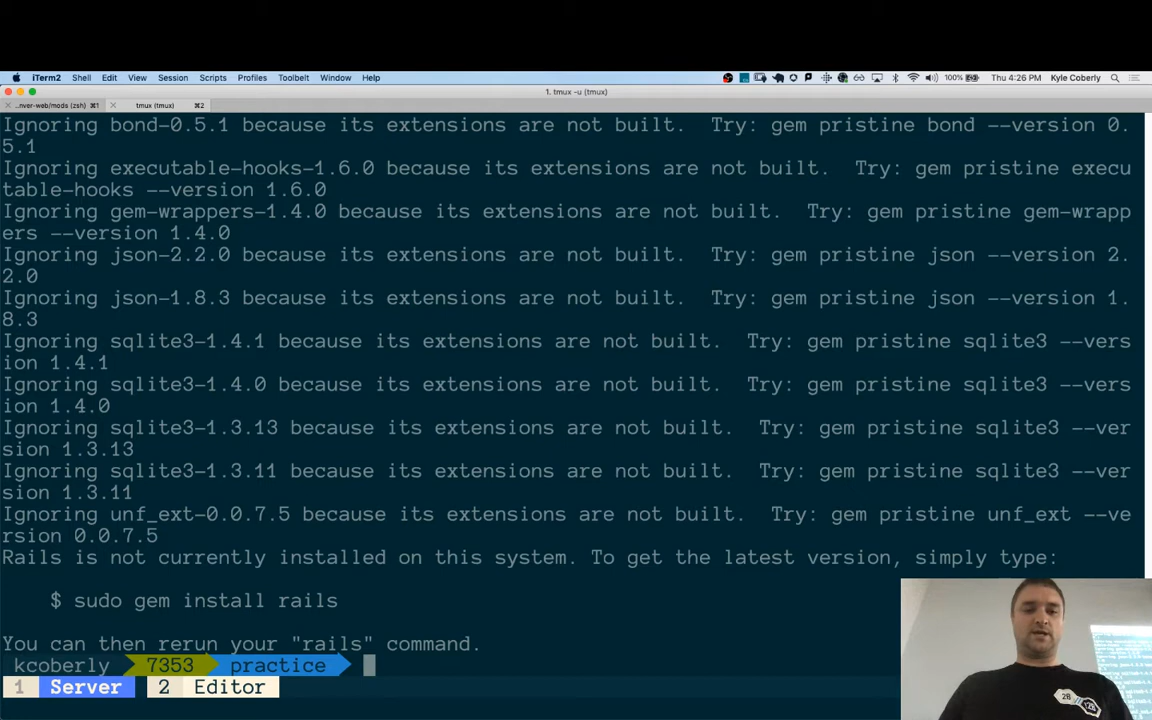 iTerm2 Shell Edit View Session Scripts Profiles Toolbelt Window Help 100% Thu 4:26 PM Kyle Coberly
1. tmux -u (tmux)
..nver-web/mods (zsh) ⌘1 tmux (tmux) ⌘2
Ignoring bond-0.5.1 because its extensions are not built.  Try: gem pristine bond --version 0.
5.1
Ignoring executable-hooks-1.6.0 because its extensions are not built.  Try: gem pristine execu
table-hooks --version 1.6.0
Ignoring gem-wrappers-1.4.0 because its extensions are not built.  Try: gem pristine gem-wrapp
ers --version 1.4.0
Ignoring json-2.2.0 because its extensions are not built.  Try: gem pristine json --version 2.
2.0
Ignoring json-1.8.3 because its extensions are not built.  Try: gem pristine json --version 1.
8.3
Ignoring sqlite3-1.4.1 because its extensions are not built.  Try: gem pristine sqlite3 --vers
ion 1.4.1
Ignoring sqlite3-1.4.0 because its extensions are not built.  Try: gem pristine sqlite3 --vers
ion 1.4.0
Ignoring sqlite3-1.3.13 because its extensions are not built.  Try: gem pristine sqlite3 --ver
sion 1.3.13
Ignoring sqlite3-1.3.11 because its extensions are not built.  Try: gem pristine sqlite3 --ver
sion 1.3.11
Ignoring unf_ext-0.0.7.5 because its extensions are not built.  Try: gem pristine unf_ext --ve
rsion 0.0.7.5
Rails is not currently installed on this system. To get the latest version, simply type:
$ sudo gem install rails
You can then rerun your "rails" command.
kcoberly 7353 practice
1 Server 2 Editor